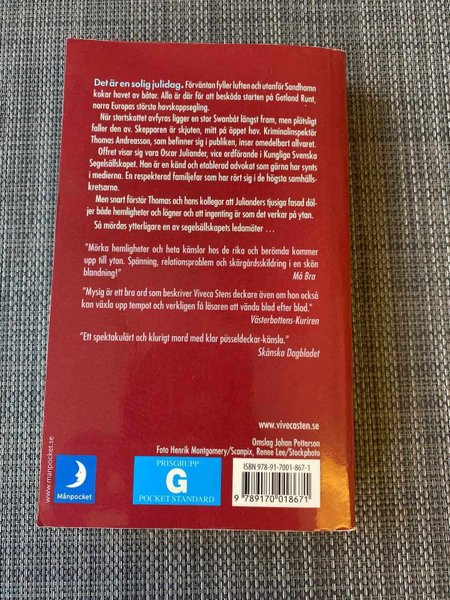 Det är en solig julidag. Förväntan fyller luften och utanför Sandhamn
kokar havet av båtar. Alla är där för att beskåda starten på Gotland Runt,
norra Europas största havskappsegling.
När startskottet avfyras ligger en stor Swanbåt längst fram, men plötsligt
faller den av. Skepparen är skjuten, mitt på öppet hav. Kriminalinspektör
Thomas Andreasson, som befinner sig i publiken, inser omedelbart allvaret.
Offret visar sig vara Oscar Juliander, vice ordförande i Kungliga Svenska
Segelsällskapet. Han är en känd och etablerad advokat som gärna har synts
i medierna. En respekterad familjefar som har rört sig i de högsta samhälls-
kretsarna.
Men snart förstår Thomas och hans kollegor att Julianders tjusiga fasad döl-
jer både hemligheter och lögner och att ingenting är som det verkar på ytan.
Så mördas ytterligare en av segelsällskapets ledamöter ...
"Mörka hemligheter och heta känslor hos de rika och berömda kommer
upp till ytan. Spänning, relationsproblem och skärgårdsskildring i en skön
blandning!"
Må Bra
"Mysig är ett bra ord som beskriver Viveca Stens deckare även om hon också
kan växla upp tempot och verkligen få läsaren att vända blad efter blad."
Västerbottens-Kuriren
"Ett spektakulärt och klurigt mord med klar pusseldeckar-känsla."
Skånska Dagbladet
www.vivecasten.se
Omslag Johan Petterson
Foto Henrik Montgomery/Scanpix, Renee Lee/Stockphoto
www.manpocket.se
Månpocket
PRISGRUPP
G
POCKET STANDARD
ISBN 978-91-7001-867-1
9 789170 018671